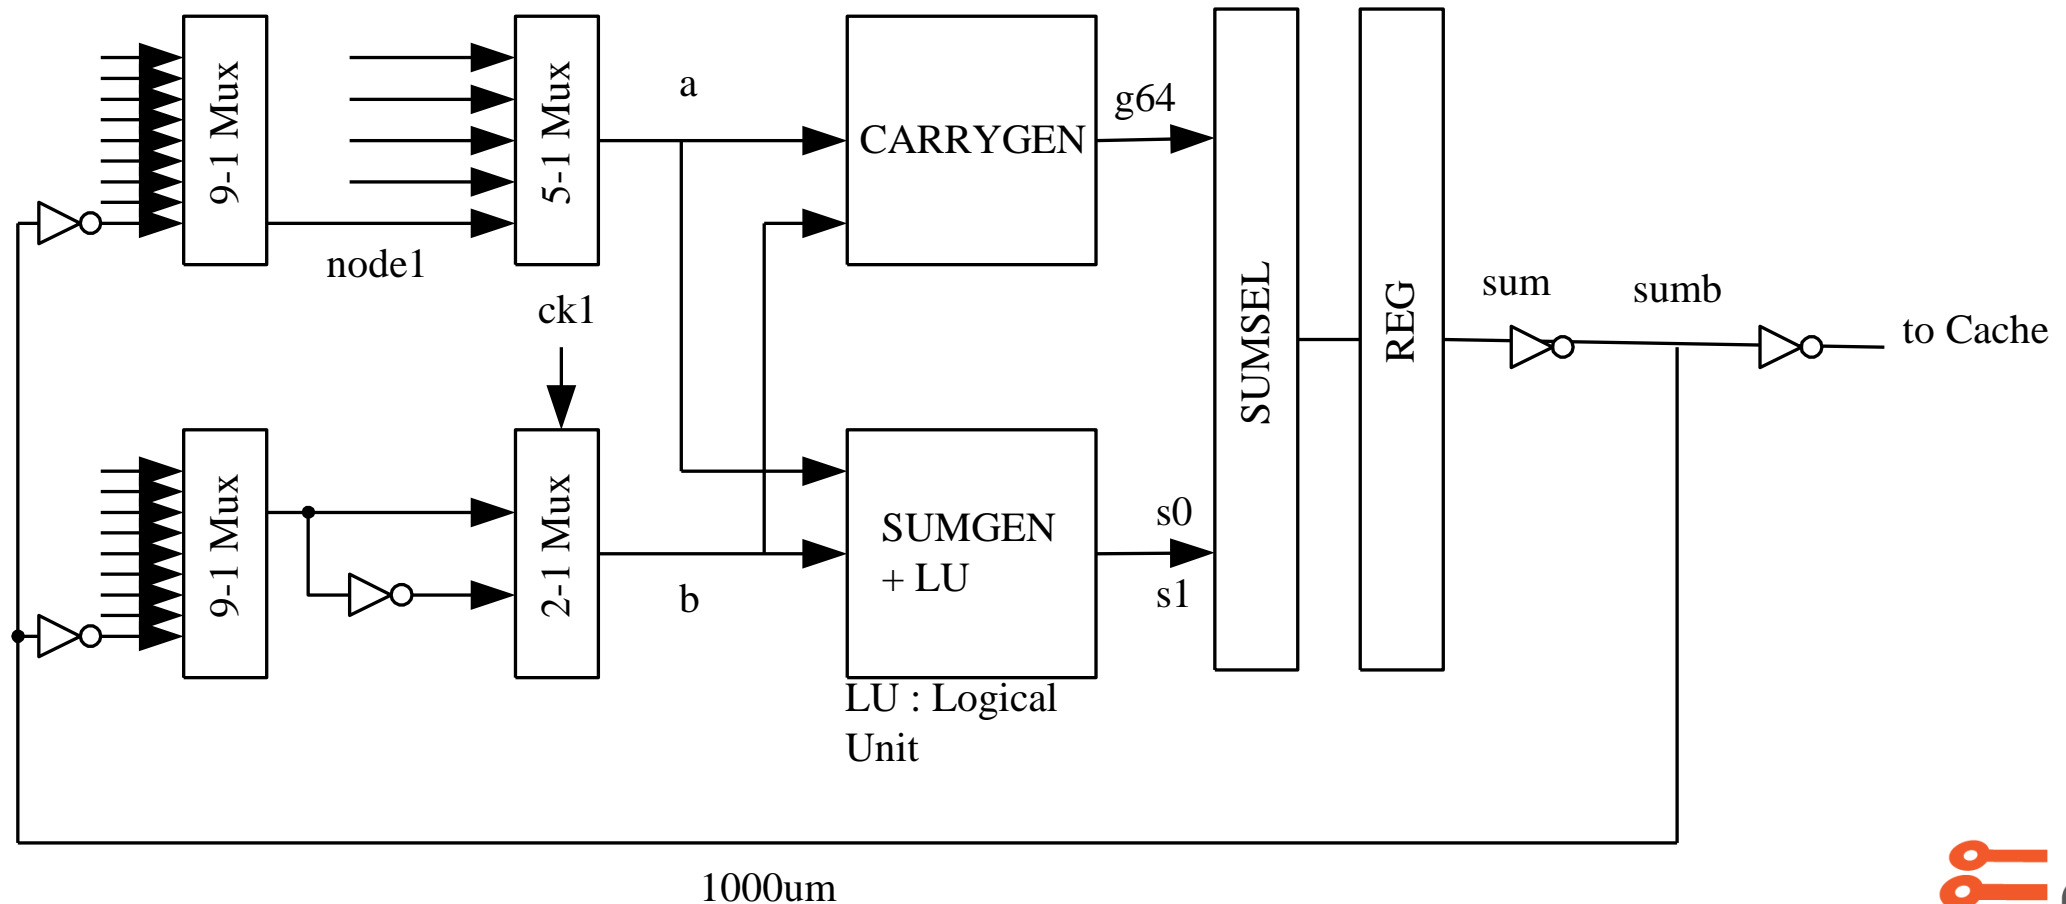 9-1 Mux
5-1 Mux
a
CARRYGEN
g64
node1
ck1
SUMSEL
REG
sum
sumb
to Cache
9-1 Mux
2-1 Mux
b
SUMGEN
+ LU
s0
s1
LU : Logical
Unit
1000um